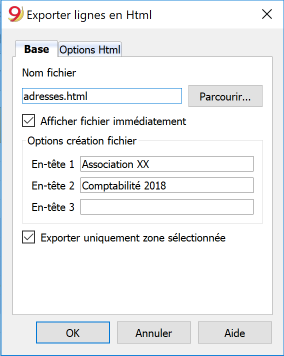 Exporter lignes en Html
Base
Options Html
Nom fichier
adresses.html
Parcourir...
Afficher fichier immédiatement
Options création fichier
En-tête 1
Association XX
En-tête 2
Comptabilité 2018
En-tête 3
Exporter uniquement zone sélectionnée
OK
Annuler
Aide